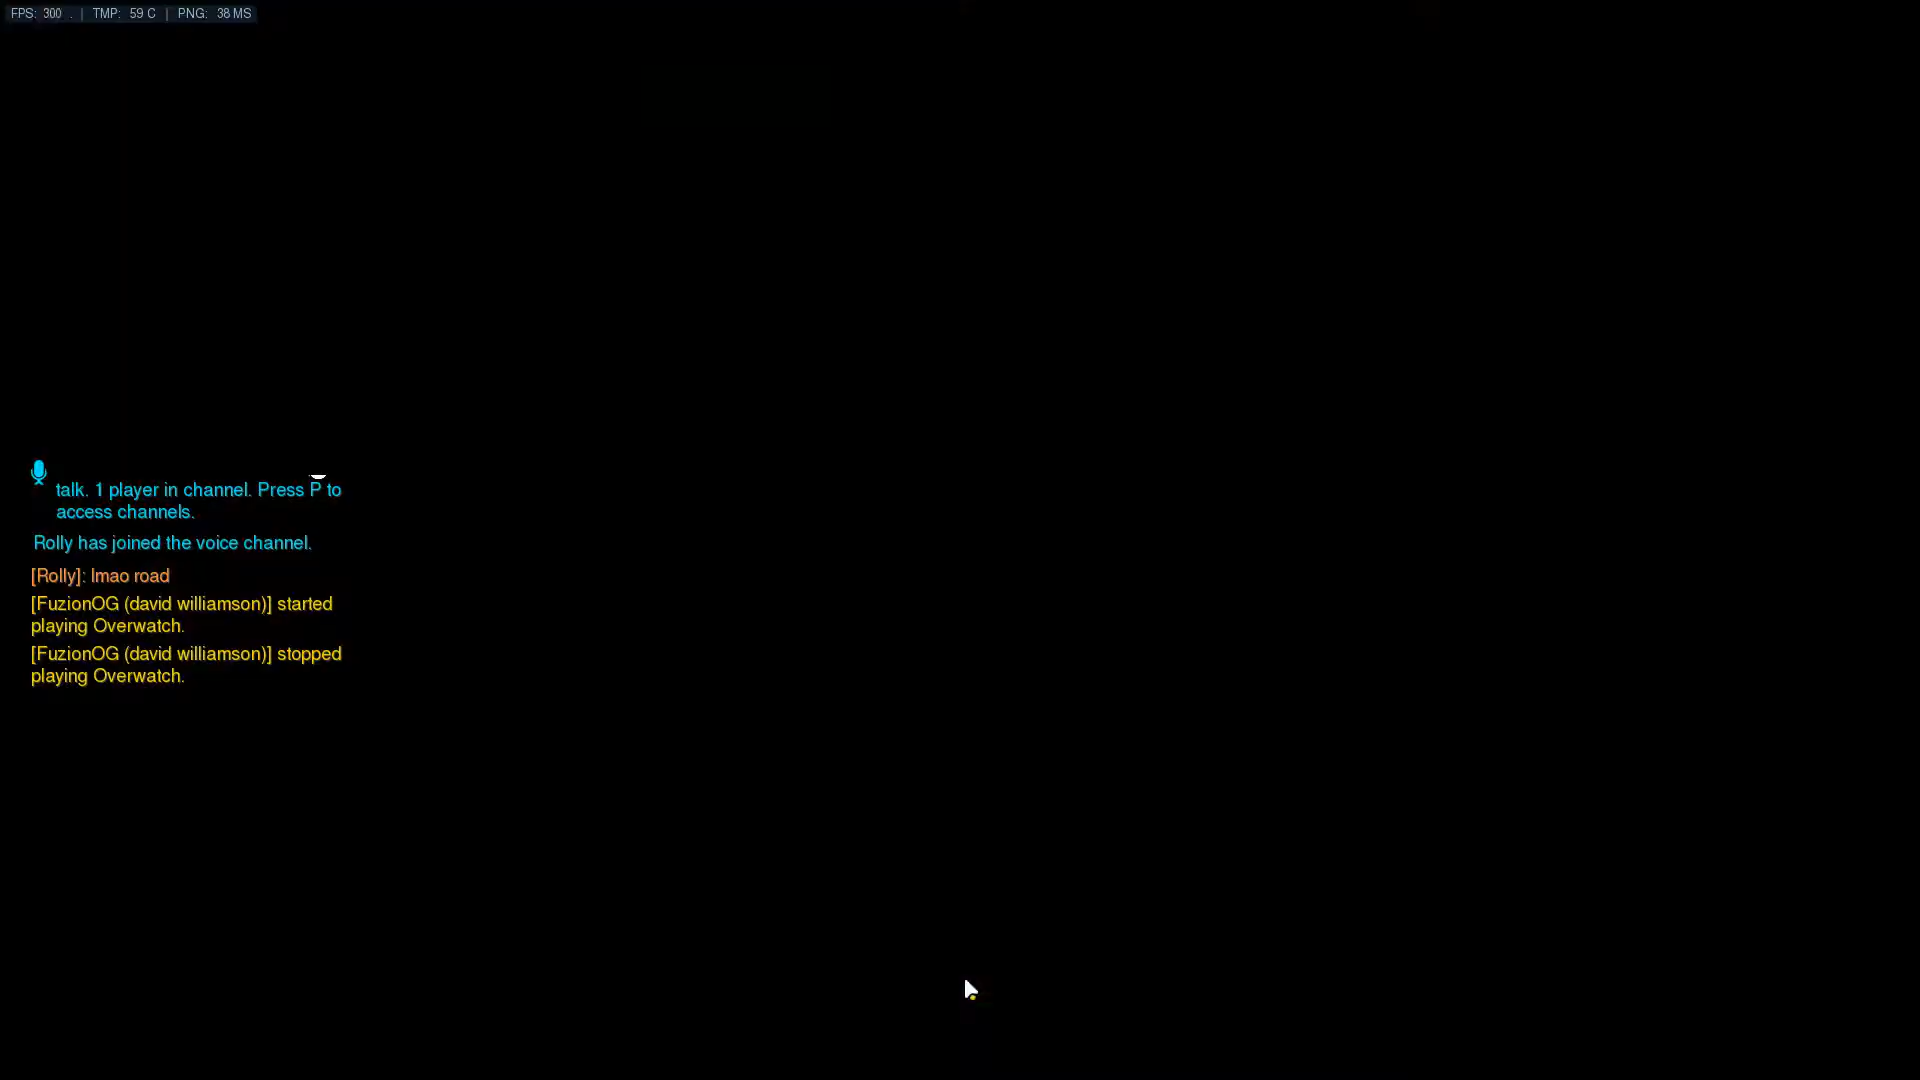 FPS: 300 . | TMP: 59 C | PNG: 38 MS
talk. 1 player in channel. Press P to
access channels.
Rolly has joined the voice channel.
[Rolly]: lmao road
[FuzionOG (david williamson)] started
playing Overwatch.
[FuzionOG (david williamson)] stopped
playing Overwatch.